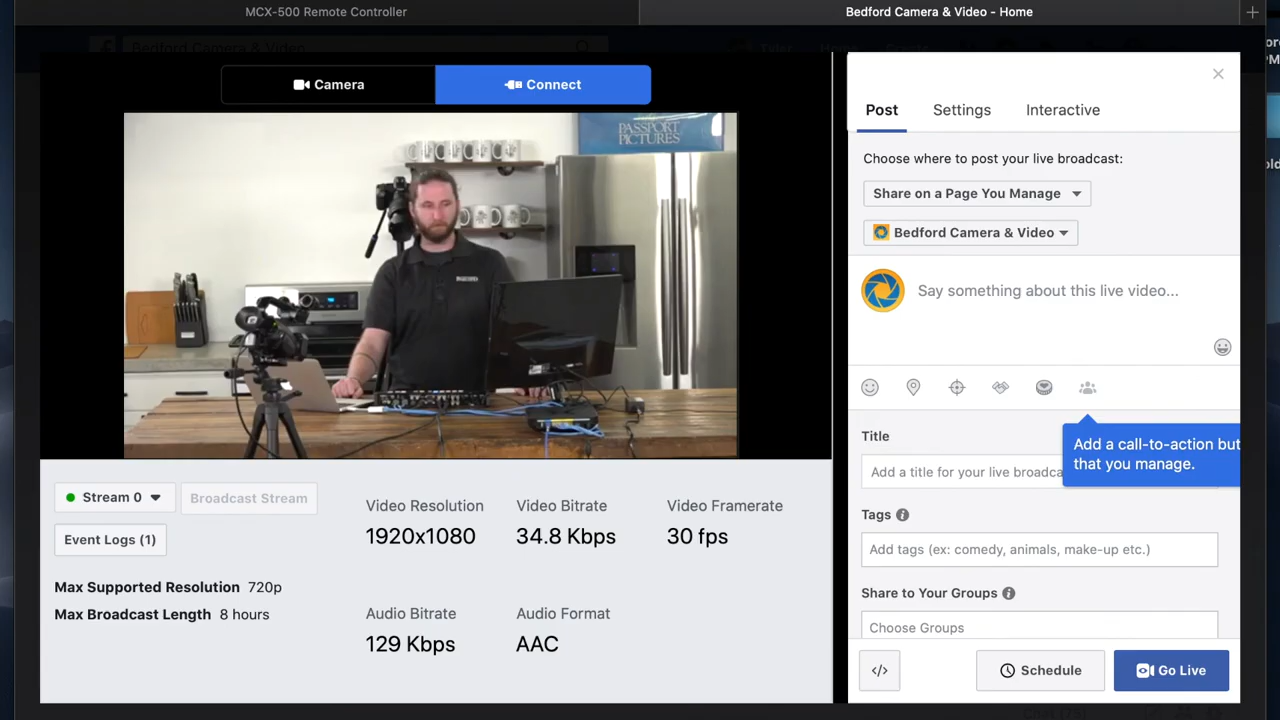 MCX-500 Remote Controller
Bedford Camera & Video - Home
Bedford Camera & Video
Tyler
Home
Camera
Connect
PASSPORT
PICTURES
Post
Settings
Interactive
Choose where to post your live broadcast:
Share on a Page You Manage
Bedford Camera & Video
Say something about this live video...
Add a call-to-action but
that you manage.
Title
Add a title for your live broadca
Tags
Add tags (ex: comedy, animals, make-up etc.)
Share to Your Groups
Choose Groups
</>
Schedule
Go Live
Stream 0
Broadcast Stream
Event Logs (1)
Max Supported Resolution 720p
Max Broadcast Length 8 hours
Video Resolution
1920x1080
Video Bitrate
34.8 Kbps
Video Framerate
30 fps
Audio Bitrate
129 Kbps
Audio Format
AAC